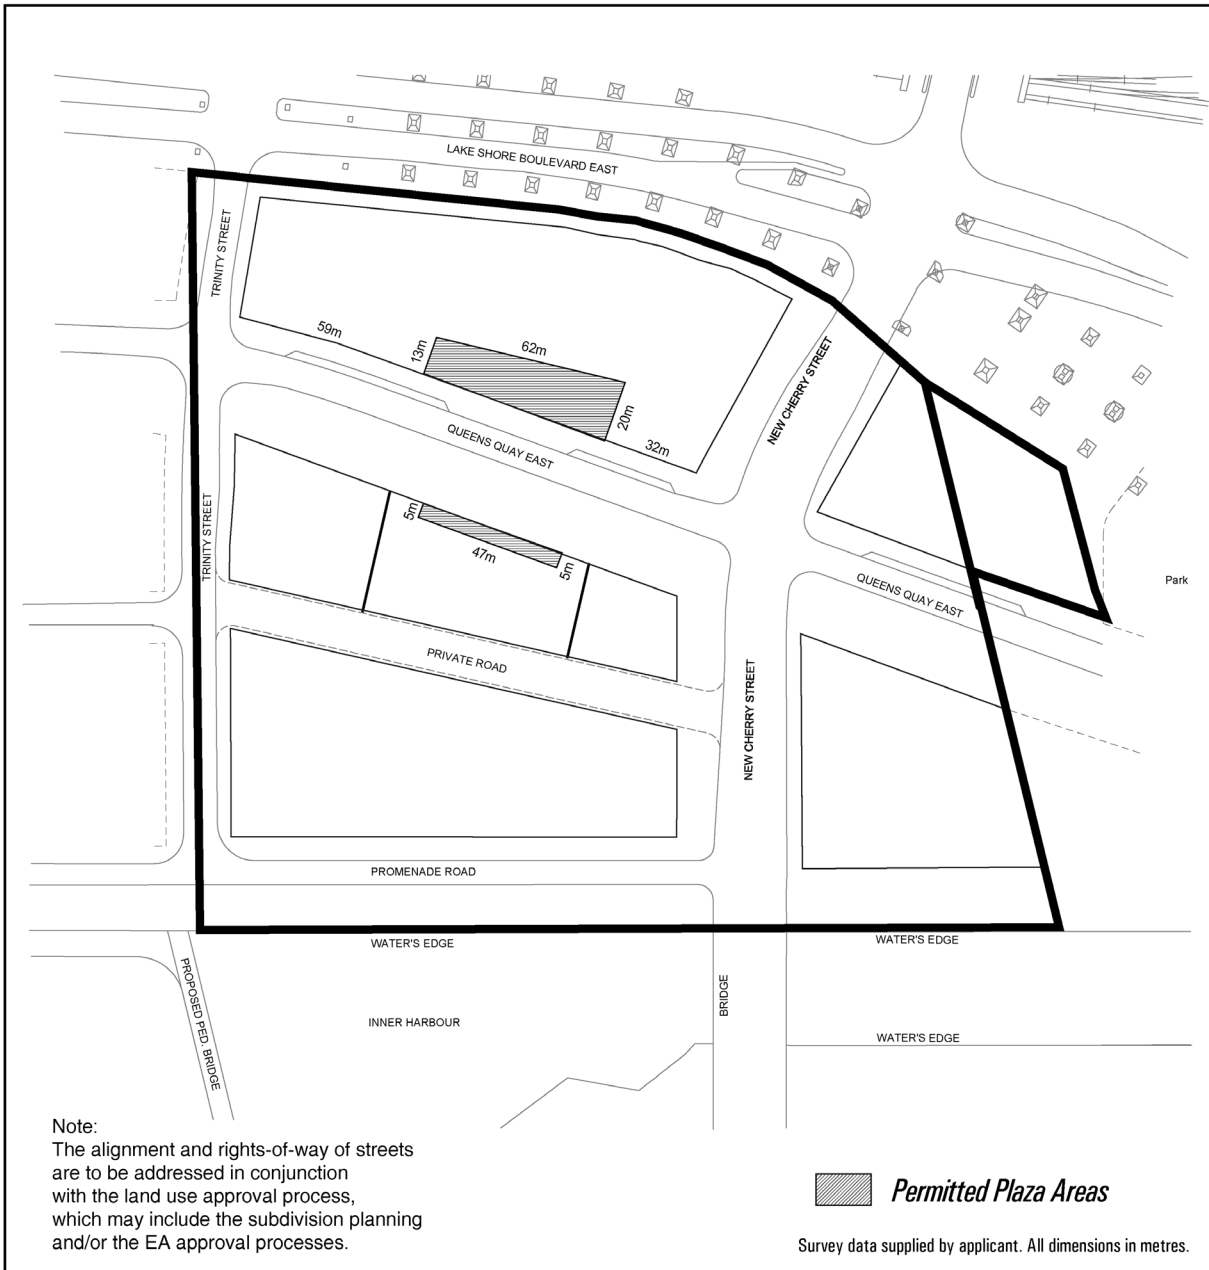 LAKE SHORE BOULEVARD EAST
TRINITY STREET
59m
13m
62m
20m
32m
NEW CHERRY STREET
QUEENS QUAY EAST
TRINITY STREET
5m
47m
5m
QUEENS QUAY EAST
Park
PRIVATE ROAD
NEW CHERRY STREET
PROMENADE ROAD
WATER'S EDGE
WATER'S EDGE
PROPOSED PED. BRIDGE
BRIDGE
INNER HARBOUR
WATER'S EDGE
Note:
The alignment and rights-of-way of streets
are to be addressed in conjunction
with the land use approval process,
which may include the subdivision planning
and/or the EA approval processes.
Permitted Plaza Areas
Survey data supplied by applicant. All dimensions in metres.